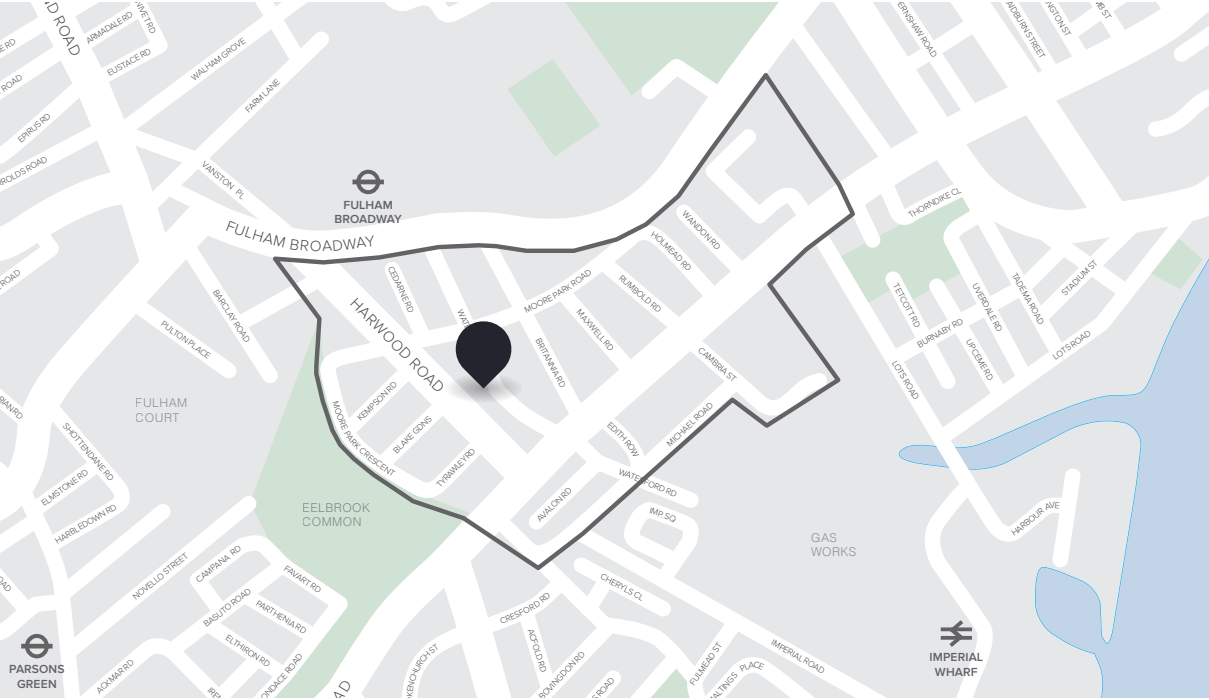 ARMADALE RD
EUSTACE RD
WALHAM GROVE
FARM LANE
EPIRUS RD
ROAD
VANSTON PL
FULHAM
BROADWAY
FULHAM BROADWAY
THORNDIKE CL
WANDON RD
HOLMEAD RD
RUMBOLD RD
MOORE PARK ROAD
MAXWELL RD
CEDARNE RD
HARWOOD ROAD
BRITANNIA RD
BARCLAY ROAD
PULTON PLACE
CAMBRIA ST
MICHAEL ROAD
TETCOTT RD
BURNABY RD
UVERDALE RD
UPCERNE RD
TADEMA ROAD
STADIUM ST
LOTS ROAD
LOTS ROAD
FULHAM
COURT
KEMPSON RD
BLAKE GDNS
TYRAWLEY RD
MOORE PARK CRESCENT
EDITH ROW
WATERFORD RD
AVALON RD
IMP. SQ
SHOTTENDANE RD
ELMSTONE RD
HARBLEDOWN RD
EELBROOK
COMMON
GAS
WORKS
HARBOUR AVE
NOVELLO STREET
CAMPANA RD
FAVART RD
BASUTO ROAD
PARTHENIA RD
ELTHIRON RD
ACKMAR RD
CHERYLS CL
CRESFORD RD
ACFOLD RD
FULMEAD ST
PLACE
IMPERIAL ROAD
PARSONS
GREEN
IMPERIAL
WHARF